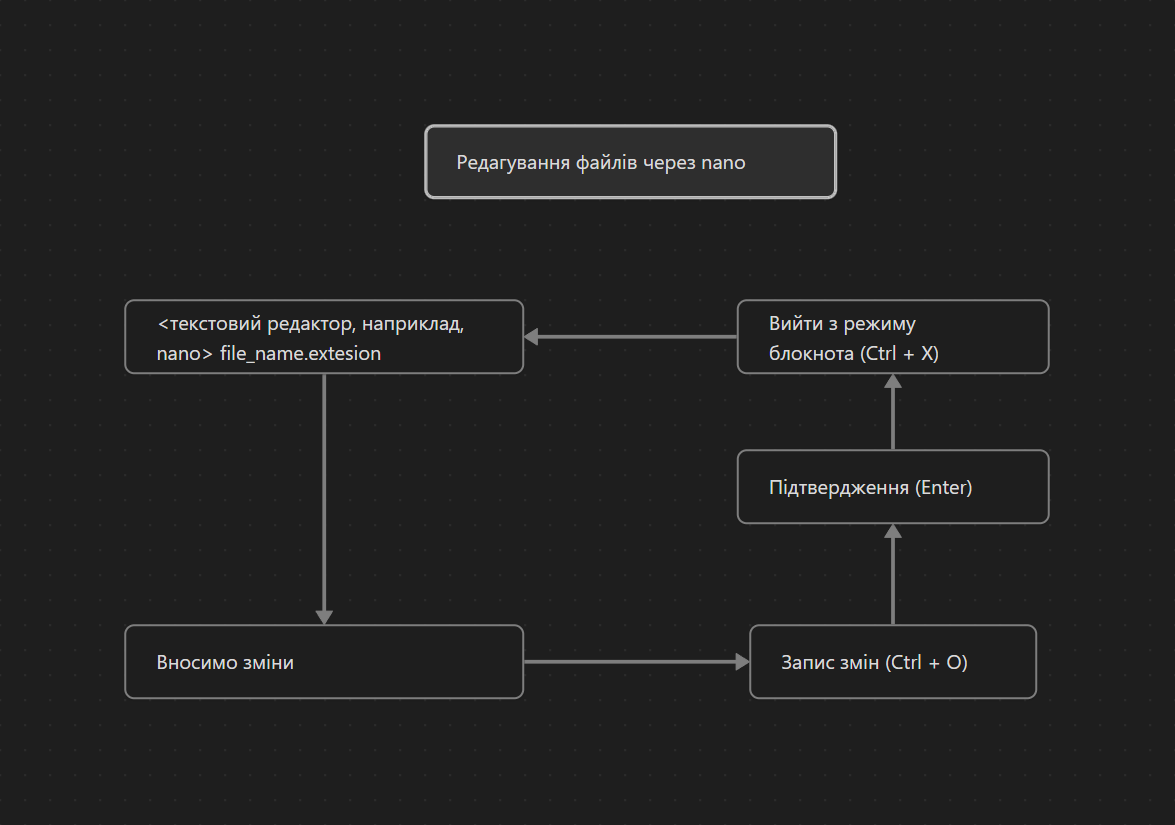 Редагування файлів через nano
<текстовий редактор, наприклад,
nano> file_name.extesion
Вийти з режиму
блокнота (Ctrl + X)
Підтвердження (Enter)
Вносимо зміни
Запис змін (Ctrl + O)